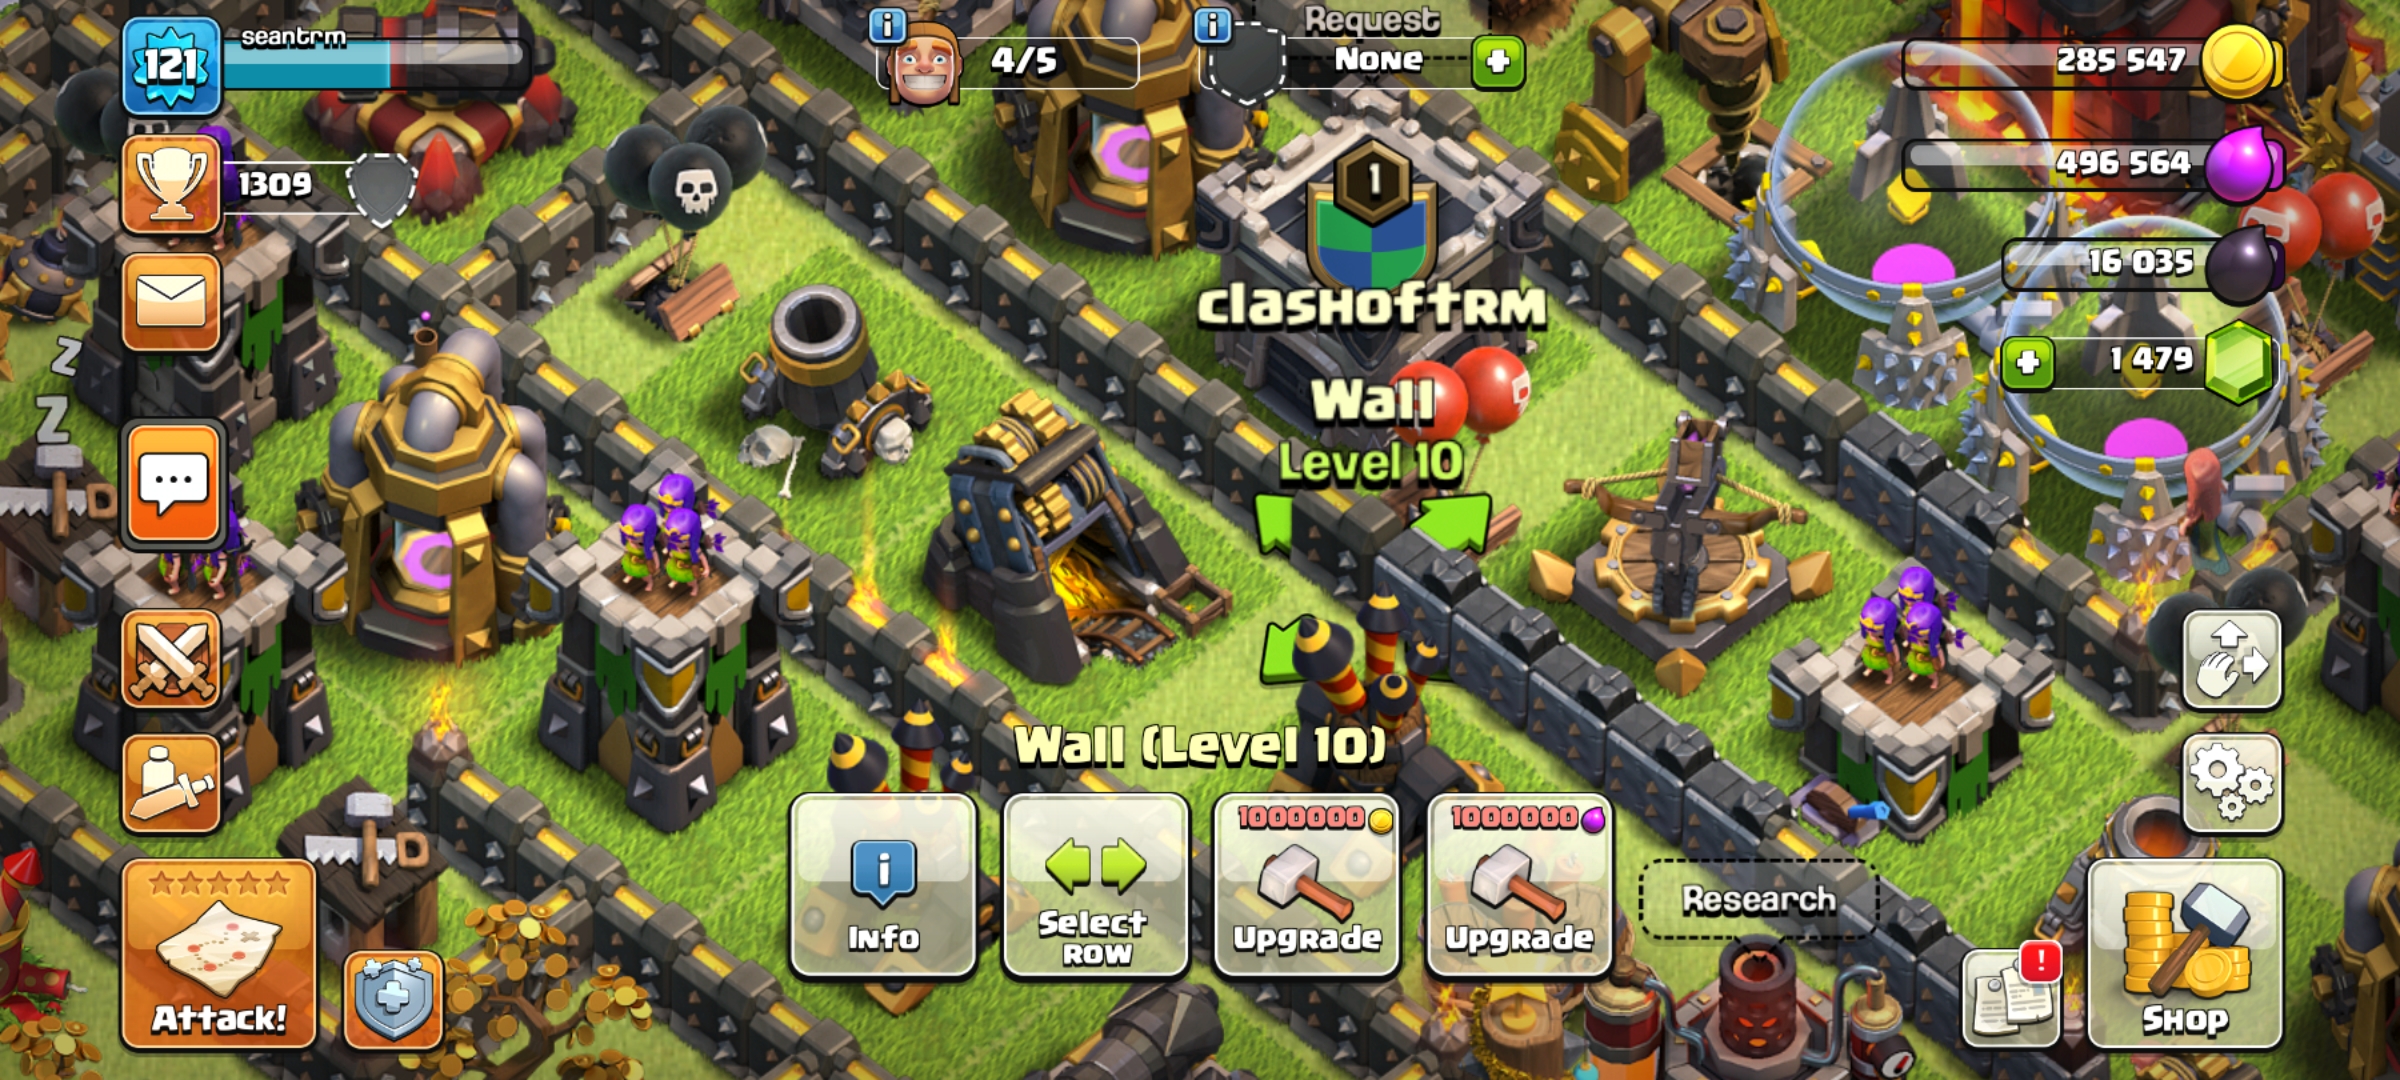 121
seantrm
4/5
Request
None
285 547
1309
496 564
16 035
1
clashoftrm
1 479
Wall
Level 10
z
Z
Wall (Level 10)
Info
Select
row
1000000
Upgrade
1000000
Upgrade
Research
Attack!
!
Shop